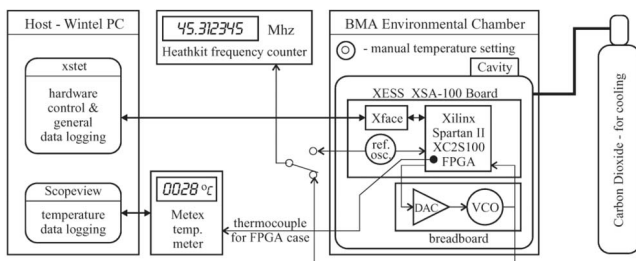 Host - Wintel PC
xstet
hardware
control &
general
data logging
Scopeview
temperature
data logging
45.312345 Mhz
Heathkit frequency counter
0028 °C
Metex
temp.
meter
thermocouple
for FPGA case
BMA Environmental Chamber
- manual temperature setting
Cavity
XESS XSA-100 Board
Xface
ref.
osc.
Xilinx
Spartan II
XC2S100
FPGA
DAC
VCO
breadboard
Carbon Dioxide - for cooling